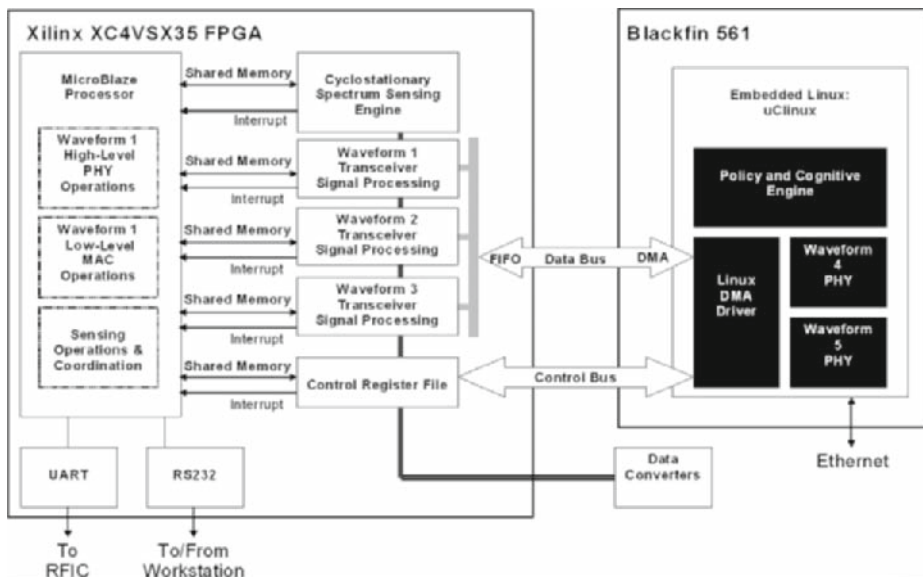 Xilinx XC4VSX35 FPGA
MicroBlaze
Processor
Waveform 1
High-Level
PHY
Operations
Waveform 1
Low-Level
MAC
Operations
Sensing
Operations &
Coordination
Shared Memory
Interrupt
Shared Memory
Interrupt
Shared Memory
Interrupt
Shared Memory
Interrupt
Shared Memory
Interrupt
Cyclostationary
Spectrum Sensing
Engine
Waveform 1
Transceiver
Signal Processing
Waveform 2
Transceiver
Signal Processing
Waveform 3
Transceiver
Signal Processing
Control Register File
FIFO Data Bus DMA
Control Bus
Blackfin 561
Embedded Linux:
uClinux
Policy and Cognitive
Engine
Linux
DMA
Driver
Waveform
4
PHY
Waveform
5
PHY
UART
RS232
Data
Converters
Ethernet
To
RFIC
To/From
Workstation